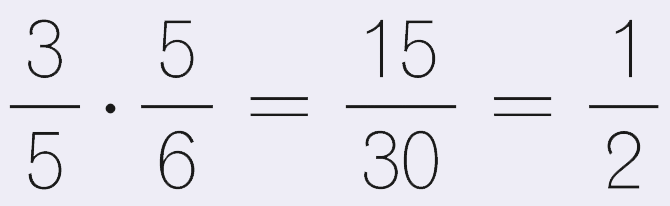 3/5 · 5/6 = 15/30 = 1/2